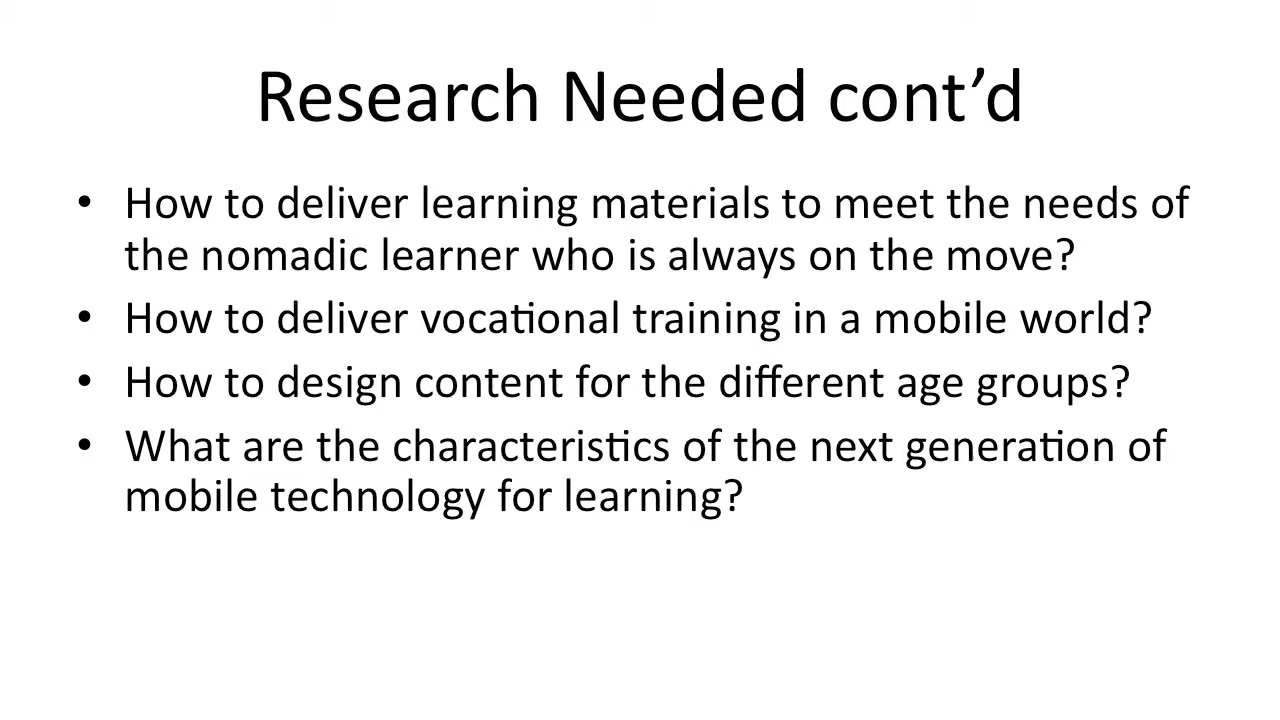 Research Needed cont’d
• How to deliver learning materials to meet the needs of
the nomadic learner who is always on the move?
• How to deliver vocational training in a mobile world?
• How to design content for the different age groups?
• What are the characteristics of the next generation of
mobile technology for learning?